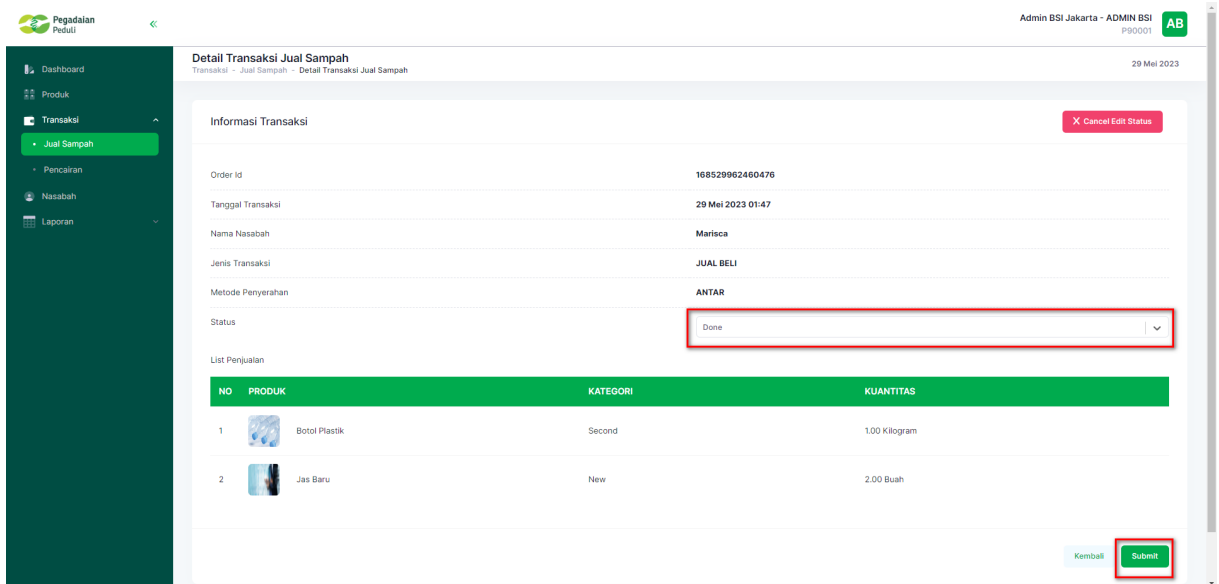 Pegadaian
Peduli
Admin BSI Jakarta - ADMIN BSI
P90001
AB
Dashboard
Produk
Transaksi
Jual Sampah
Pencairan
Nasabah
Laporan
Detail Transaksi Jual Sampah
Transaksi - Jual Sampah - Detail Transaksi Jual Sampah
29 Mei 2023
Informasi Transaksi
X Cancel Edit Status
Order Id 168529962460476
Tanggal Transaksi 29 Mei 2023 01:47
Nama Nasabah Marisca
Jenis Transaksi JUAL BELI
Metode Penyerahan ANTAR
Status Done
List Penjualan
NO PRODUK KATEGORI KUANTITAS
1 Botol Plastik Second 1.00 Kilogram
2 Jas Baru New 2.00 Buah
Kembali Submit